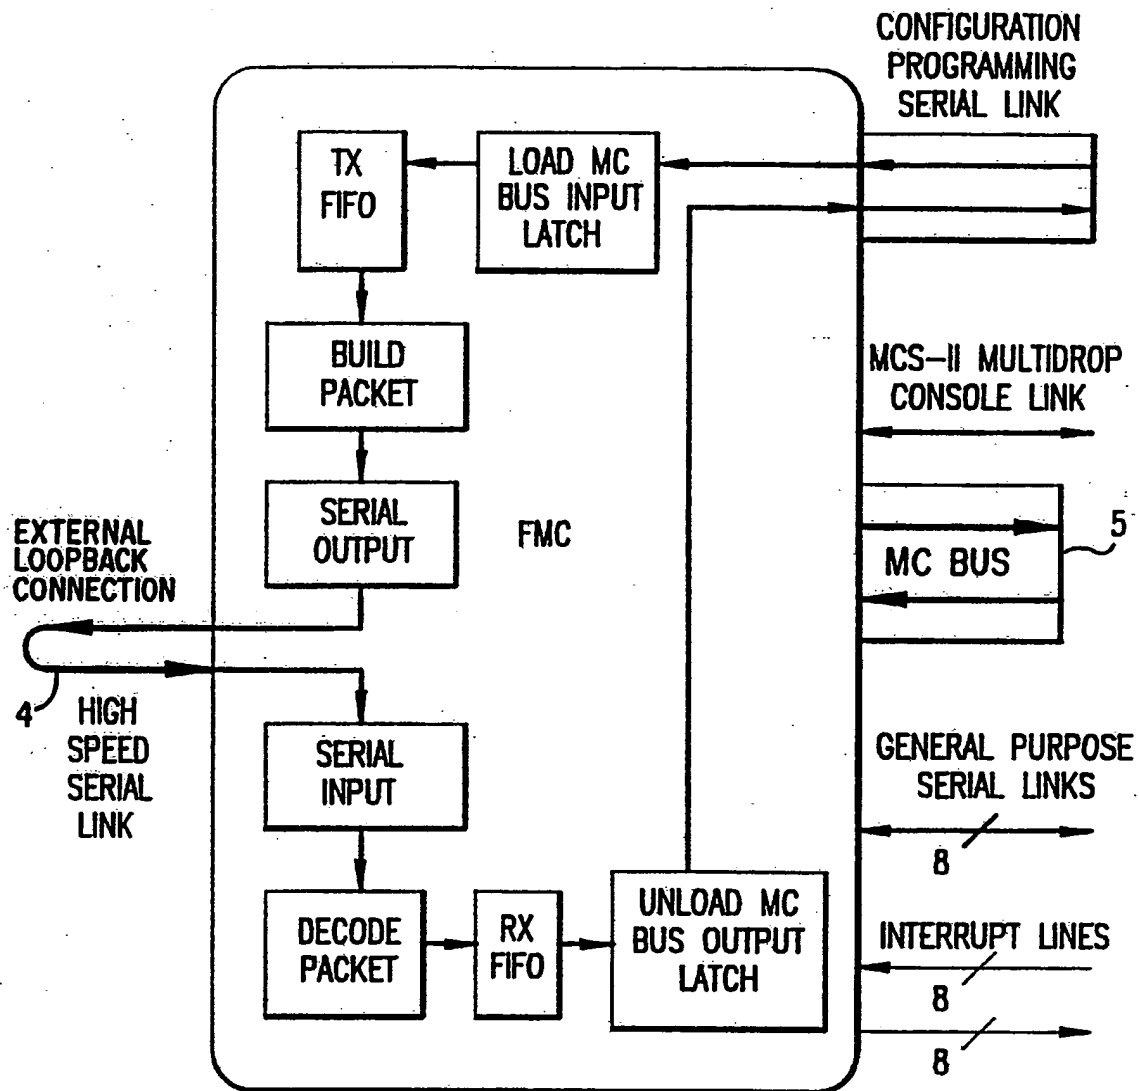 CONFIGURATION
PROGRAMMING
SERIAL LINK
TX
FIFO
LOAD MC
BUS INPUT
LATCH
BUILD
PACKET
MCS-II MULTIDROP
CONSOLE LINK
SERIAL
OUTPUT
FMC
EXTERNAL
LOOPBACK
CONNECTION
MC BUS
5
4
HIGH
SPEED
SERIAL
LINK
SERIAL
INPUT
GENERAL PURPOSE
SERIAL LINKS
8
DECODE
PACKET
RX
FIFO
UNLOAD MC
BUS OUTPUT
LATCH
INTERRUPT LINES
8
8